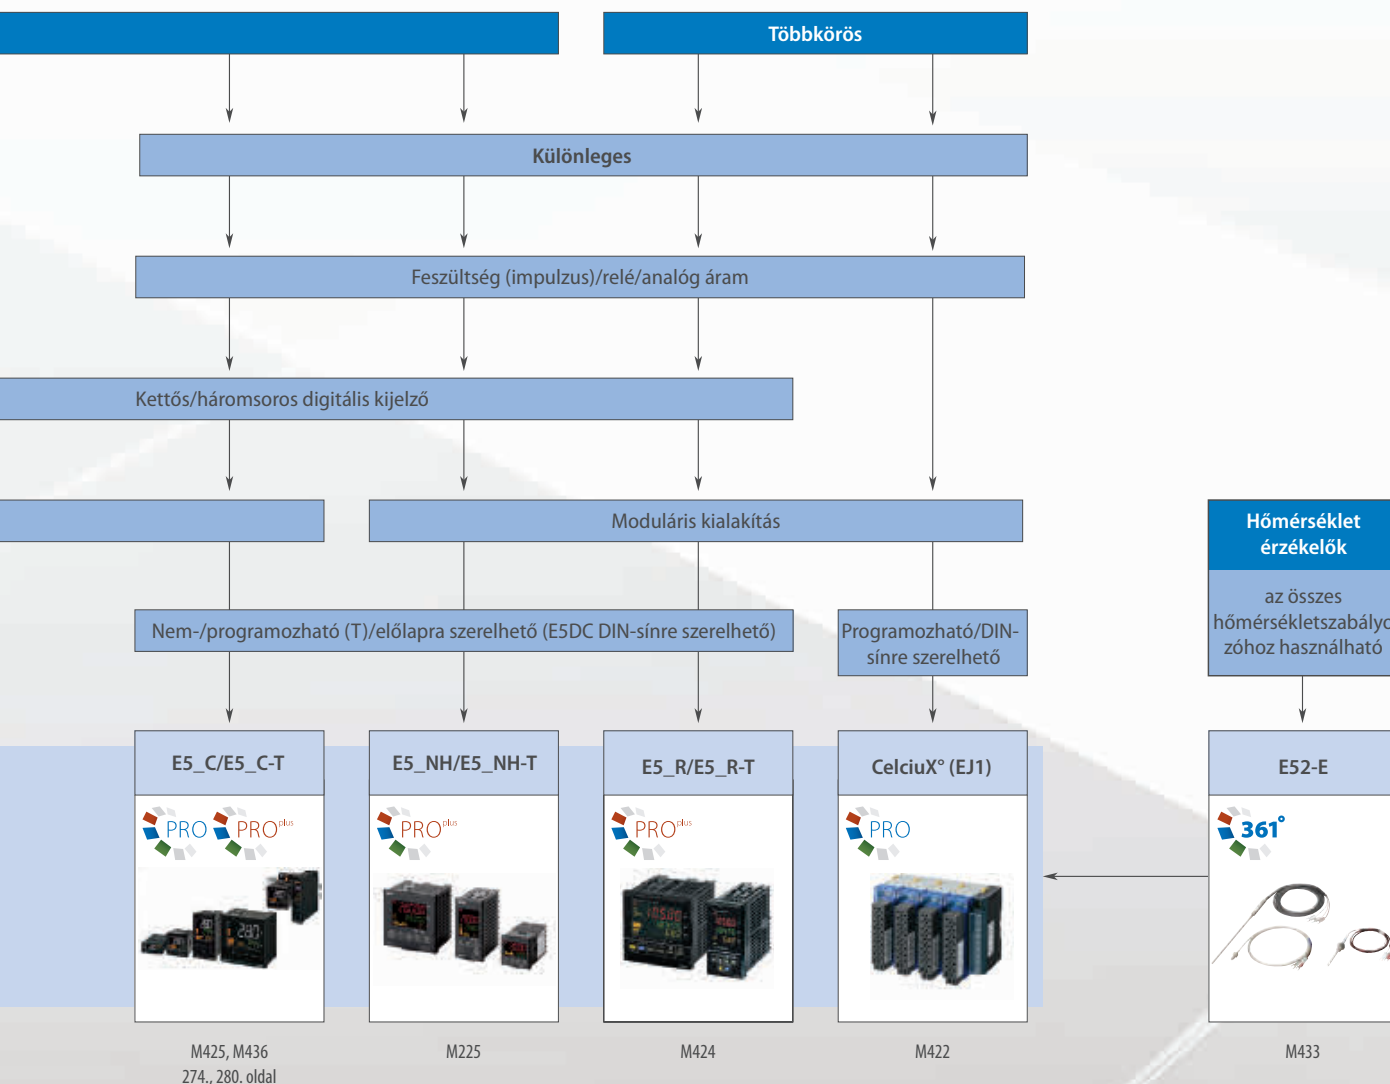 Többkörös
Különleges
Feszültség (impulzus)/relé/analóg áram
Kettős/háromsoros digitális kijelző
Moduláris kialakítás
Hőmérséklet
érzékelők
az összes
hőmérsékletszabályo
zóhoz használható
Nem-/programozható (T)/előlapra szerelhető (E5DC DIN-sínre szerelhető)
Programozható/DIN-
sínre szerelhető
E5_C/E5_C-T
E5_NH/E5_NH-T
E5_R/E5_R-T
CelciuX° (EJ1)
E52-E
PRO PRO plus
PRO plus
PRO plus
PRO
361°
M425, M436
274., 280. oldal
M225
M424
M422
M433